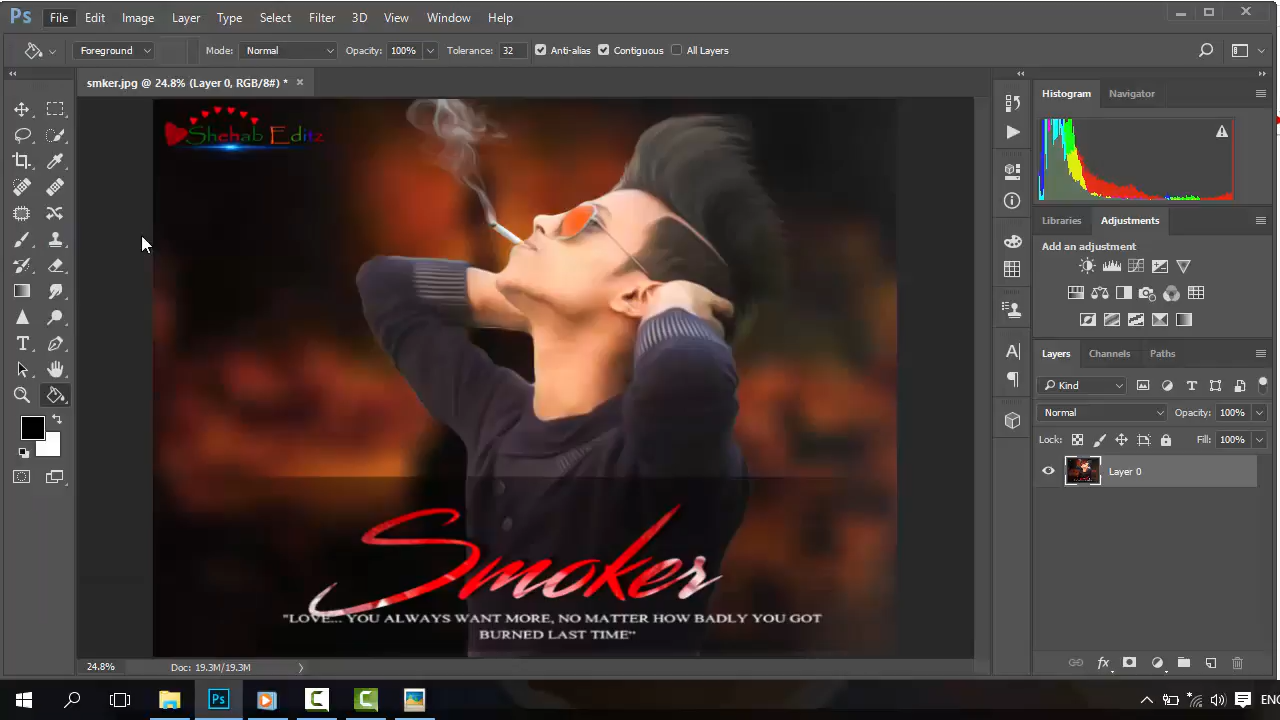 Ps File Edit Image Layer Type Select Filter 3D View Window Help
Foreground Mode: Normal Opacity: 100% Tolerance: 32 Anti-alias Contiguous All Layers
smker.jpg @ 24.8% (Layer 0, RGB/8#) * ×
Histogram Navigator
Shehab Editz
Libraries Adjustments
Add an adjustment
Layers Channels Paths
Kind
Normal Opacity: 100%
Lock: Fill: 100%
Layer 0
Smoker
"LOVE... YOU ALWAYS WANT MORE, NO MATTER HOW BADLY YOU GOT
BURNED LAST TIME"
24.8% Doc: 19.3M/19.3M
fx
Ps
ENG